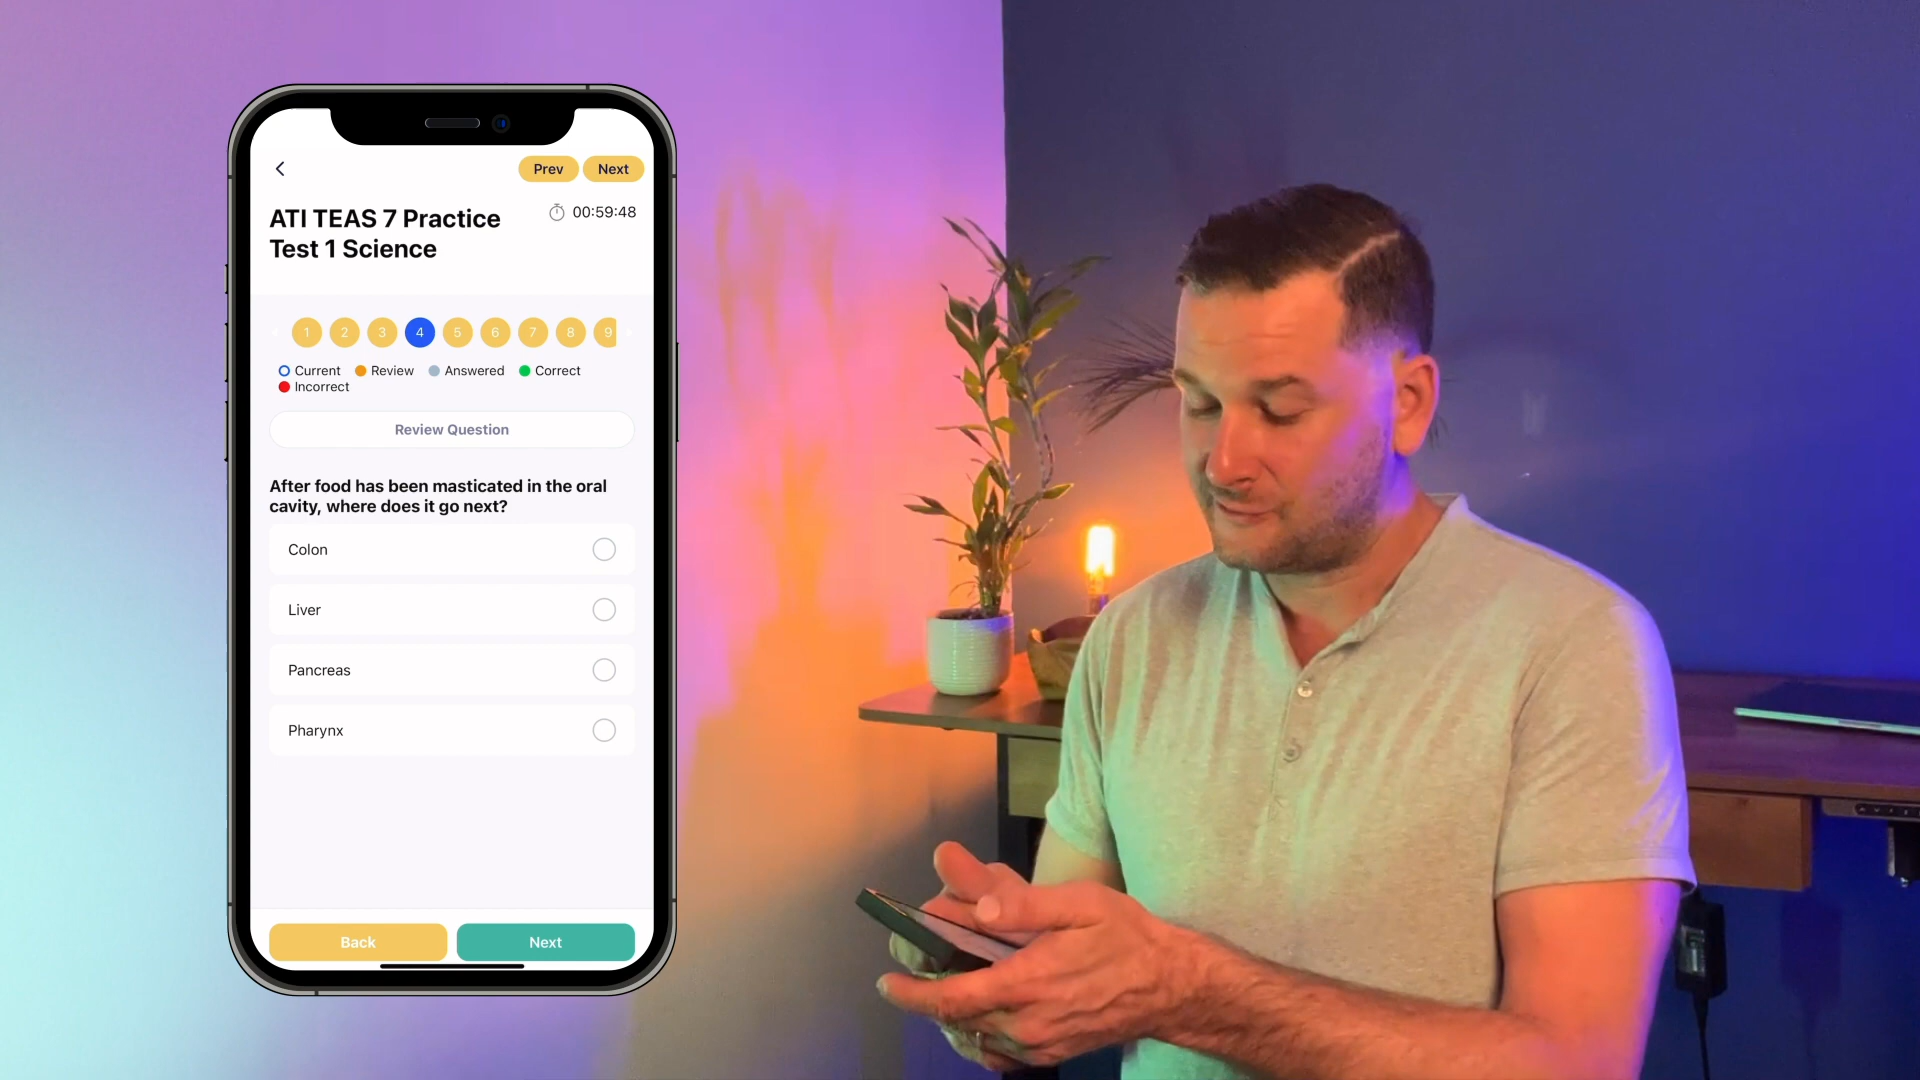 Prev Next
ATI TEAS 7 Practice
Test 1 Science
00:59:48
1 2 3 4 5 6 7 8 9
Current Review Answered Correct
Incorrect
Review Question
After food has been masticated in the oral
cavity, where does it go next?
Colon
Liver
Pancreas
Pharynx
Back Next